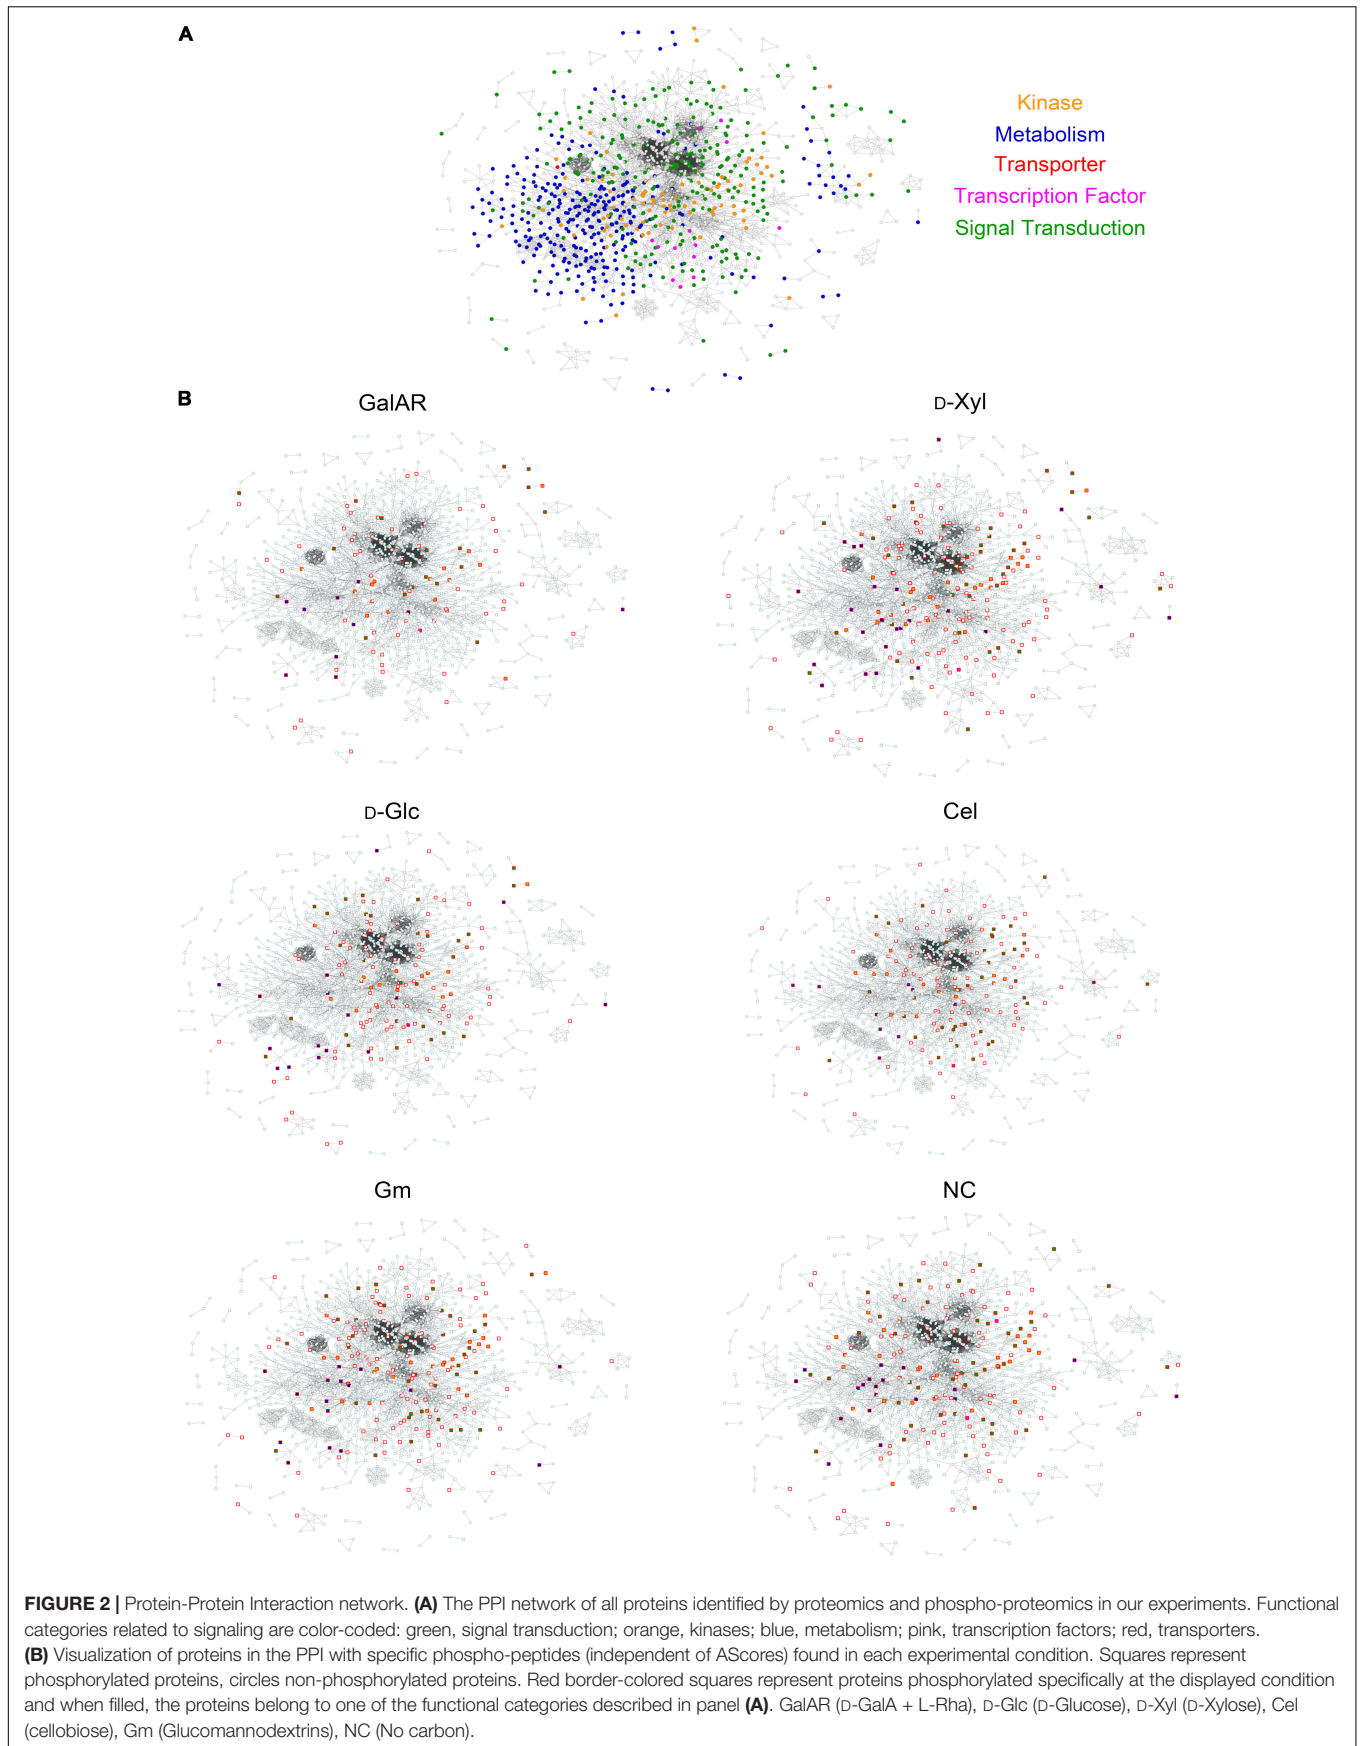 A
Kinase
Metabolism
Transporter
Transcription Factor
Signal Transduction
B
GalAR
D-Xyl
D-Glc
Cel
Gm
NC
FIGURE 2 | Protein-Protein Interaction network. (A) The PPI network of all proteins identified by proteomics and phospho-proteomics in our experiments. Functional
categories related to signaling are color-coded: green, signal transduction; orange, kinases; blue, metabolism; pink, transcription factors; red, transporters.
(B) Visualization of proteins in the PPI with specific phospho-peptides (independent of AScores) found in each experimental condition. Squares represent
phosphorylated proteins, circles non-phosphorylated proteins. Red border-colored squares represent proteins phosphorylated specifically at the displayed condition
and when filled, the proteins belong to one of the functional categories described in panel (A). GalAR (D-GalA + L-Rha), D-Glc (D-Glucose), D-Xyl (D-Xylose), Cel
(cellobiose), Gm (Glucomannodextrins), NC (No carbon).